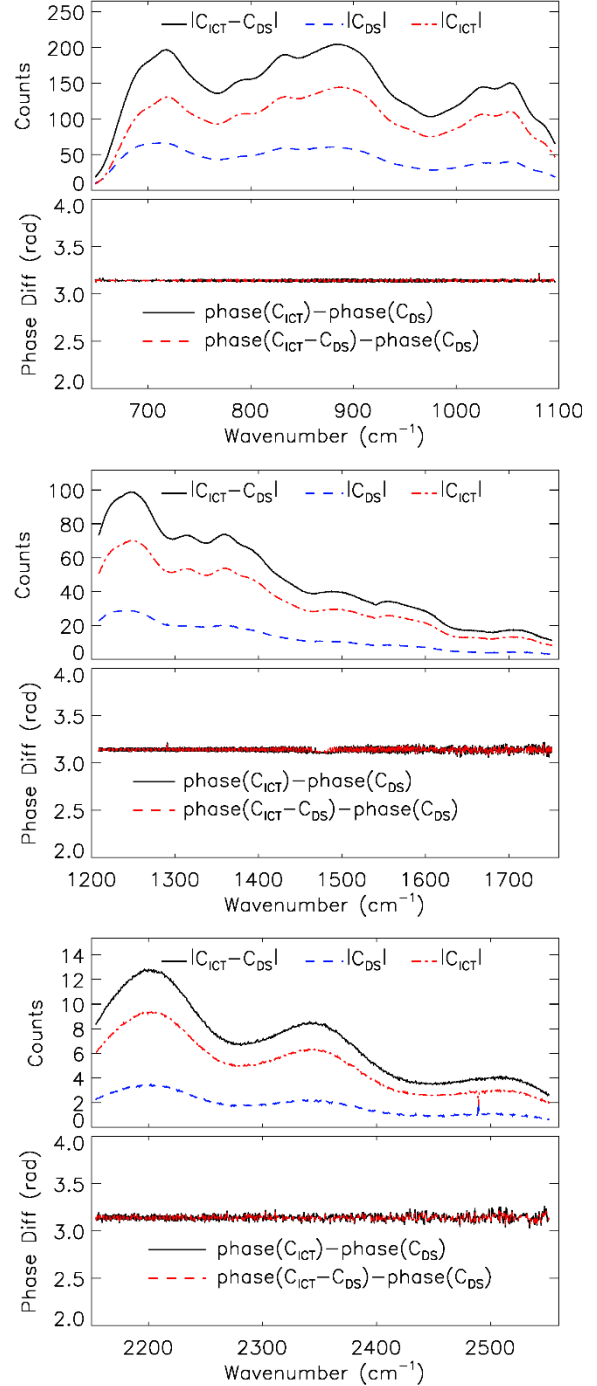 |C_ICT−C_DS| |C_DS| |C_ICT|
250
200
150
100
50
0
Counts
4.0
3.5
3.0
2.5
2.0
Phase Diff (rad)
phase(C_ICT)−phase(C_DS)
phase(C_ICT−C_DS)−phase(C_DS)
700 800 900 1000 1100
Wavenumber (cm⁻¹)
|C_ICT−C_DS| |C_DS| |C_ICT|
100
80
60
40
20
0
Counts
4.0
3.5
3.0
2.5
2.0
Phase Diff (rad)
phase(C_ICT)−phase(C_DS)
phase(C_ICT−C_DS)−phase(C_DS)
1200 1300 1400 1500 1600 1700
Wavenumber (cm⁻¹)
|C_ICT−C_DS| |C_DS| |C_ICT|
14
12
10
8
6
4
2
0
Counts
4.0
3.5
3.0
2.5
2.0
Phase Diff (rad)
phase(C_ICT)−phase(C_DS)
phase(C_ICT−C_DS)−phase(C_DS)
2200 2300 2400 2500
Wavenumber (cm⁻¹)